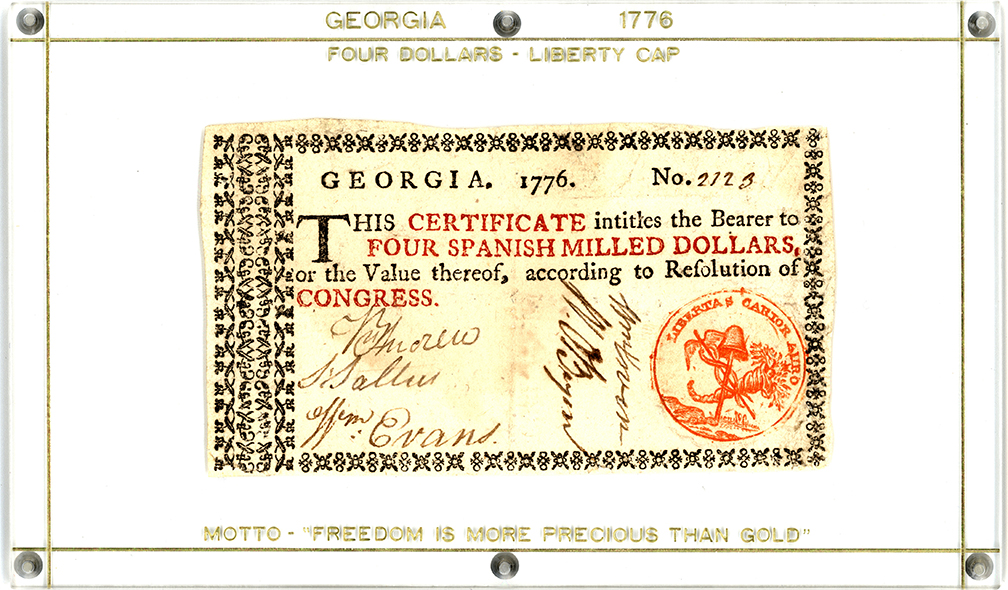 GEORGIA 1776
FOUR DOLLARS - LIBERTY CAP
GEORGIA. 1776. No. 2123
THIS CERTIFICATE intitles the Bearer to
FOUR SPANISH MILLED DOLLARS,
or the Value thereof, according to Reſolution of
CONGRESS.
LIBERTAS CARIOR AURO
Wm: Evans.
MOTTO - "FREEDOM IS MORE PRECIOUS THAN GOLD"